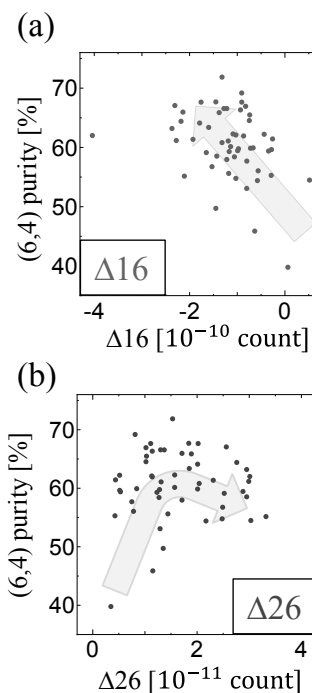 (a)
((6,4) purity [%]
70
60
50
40
Δ16
-4
-2
0
Δ16 [10⁻¹⁰ count]
(b)
((6,4) purity [%]
70
60
50
40
Δ26
0
2
4
Δ26 [10⁻¹¹ count]